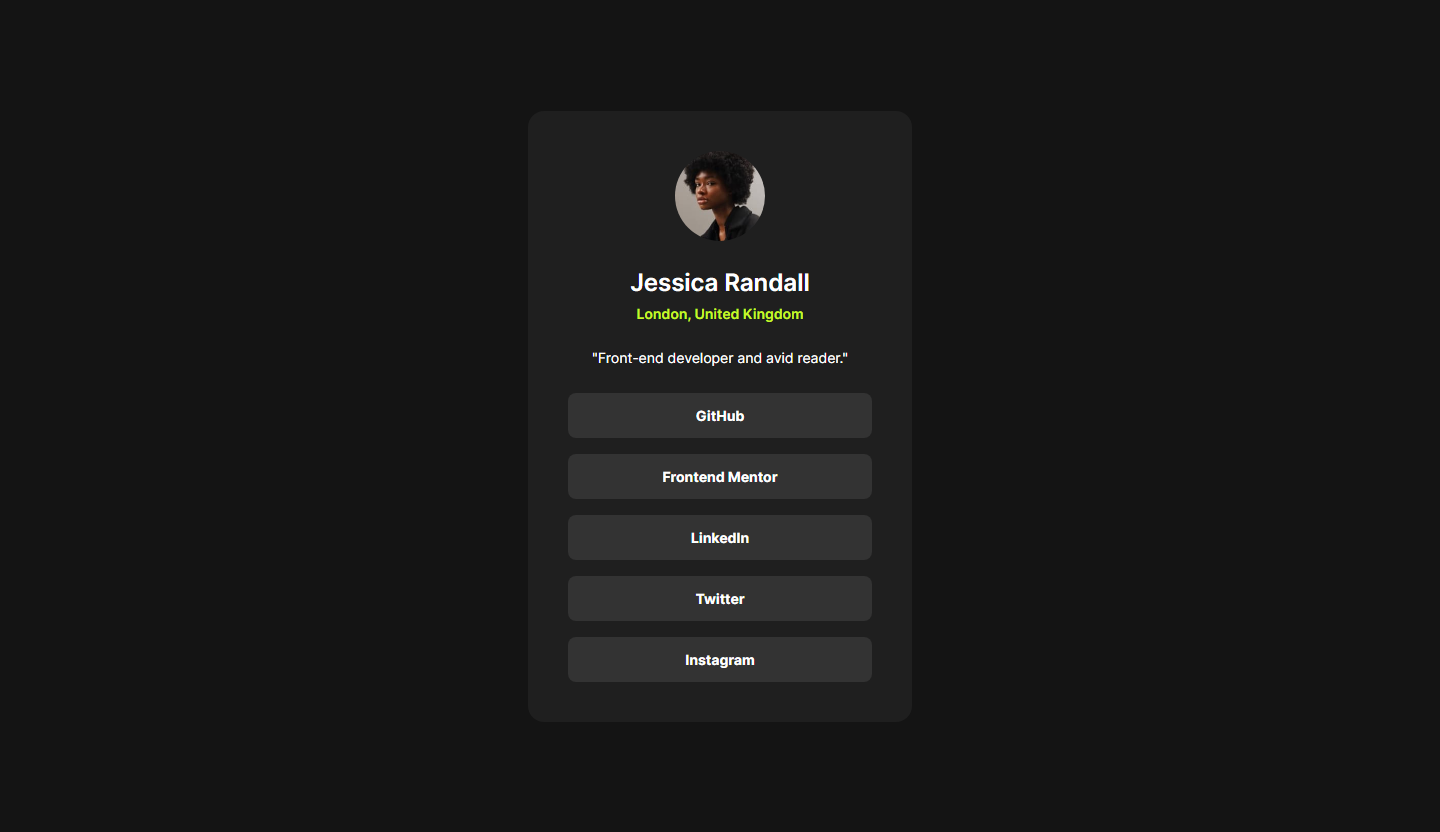 Jessica Randall
London, United Kingdom
"Front-end developer and avid reader."
GitHub
Frontend Mentor
LinkedIn
Twitter
Instagram